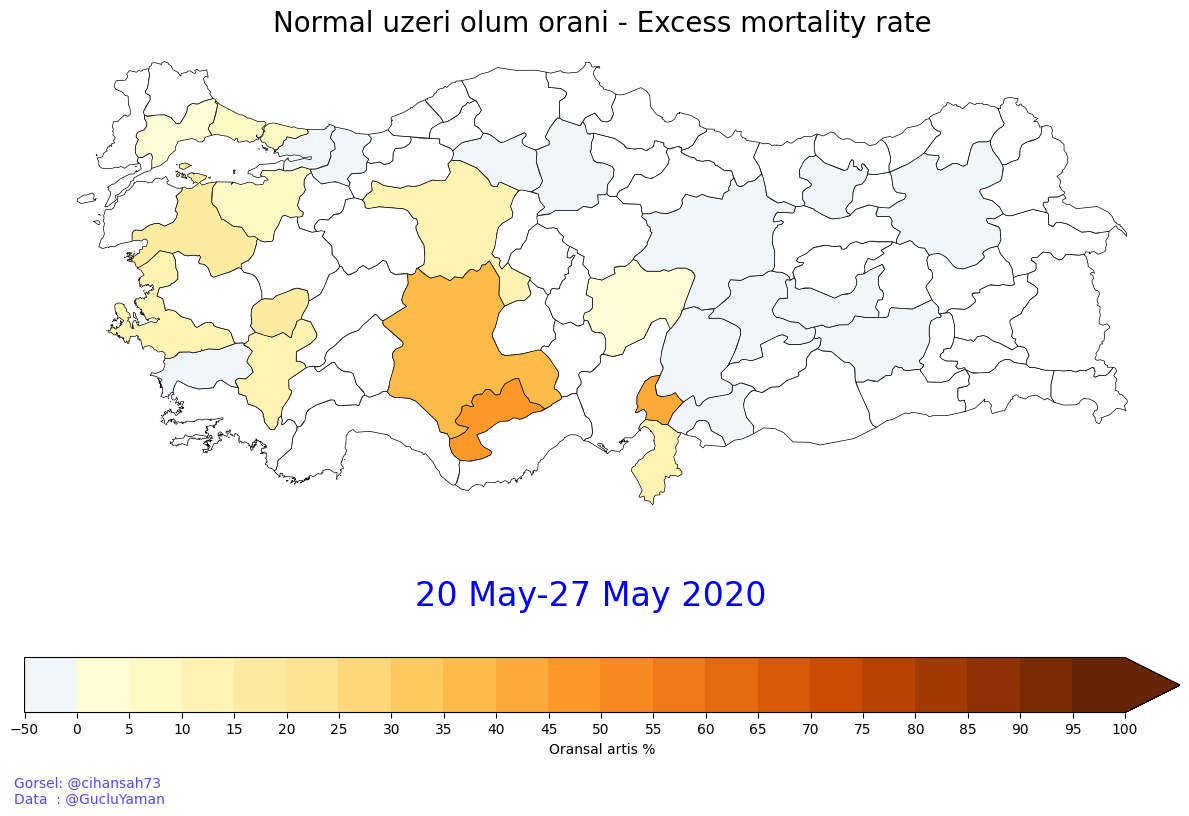 Normal uzeri olum orani - Excess mortality rate
20 May-27 May 2020
−50 0 5 10 15 20 25 30 35 40 45 50 55 60 65 70 75 80 85 90 95 100
Oransal artis %
Gorsel: @cihansah73
Data  : @GucluYaman